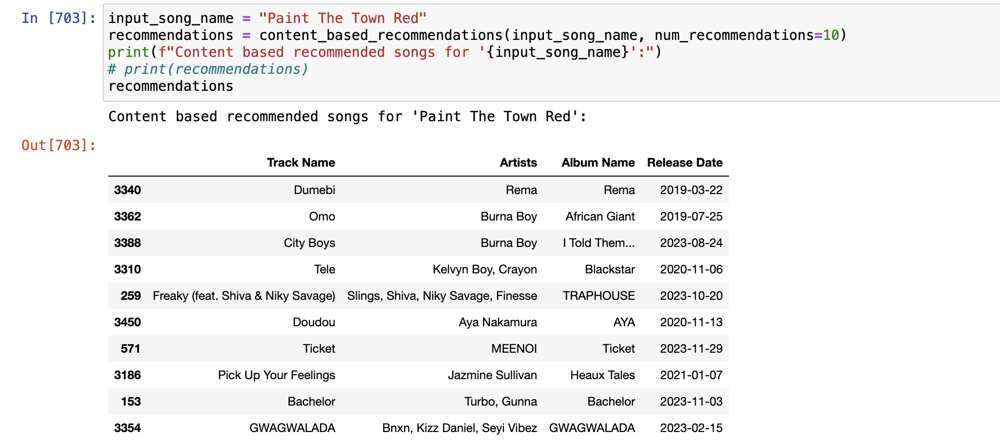 In [703]: input_song_name = "Paint The Town Red"
recommendations = content_based_recommendations(input_song_name, num_recommendations=10)
print(f"Content based recommended songs for '{input_song_name}':")
# print(recommendations)
recommendations
Content based recommended songs for 'Paint The Town Red':
Out[703]:
Track Name Artists Album Name Release Date
3340 Dumebi Rema Rema 2019-03-22
3362 Omo Burna Boy African Giant 2019-07-25
3388 City Boys Burna Boy I Told Them... 2023-08-24
3310 Tele Kelvyn Boy, Crayon Blackstar 2020-11-06
259 Freaky (feat. Shiva & Niky Savage) Slings, Shiva, Niky Savage, Finesse TRAPHOUSE 2023-10-20
3450 Doudou Aya Nakamura AYA 2020-11-13
571 Ticket MEENOI Ticket 2023-11-29
3186 Pick Up Your Feelings Jazmine Sullivan Heaux Tales 2021-01-07
153 Bachelor Turbo, Gunna Bachelor 2023-11-03
3354 GWAGWALADA Bnxn, Kizz Daniel, Seyi Vibez GWAGWALADA 2023-02-15